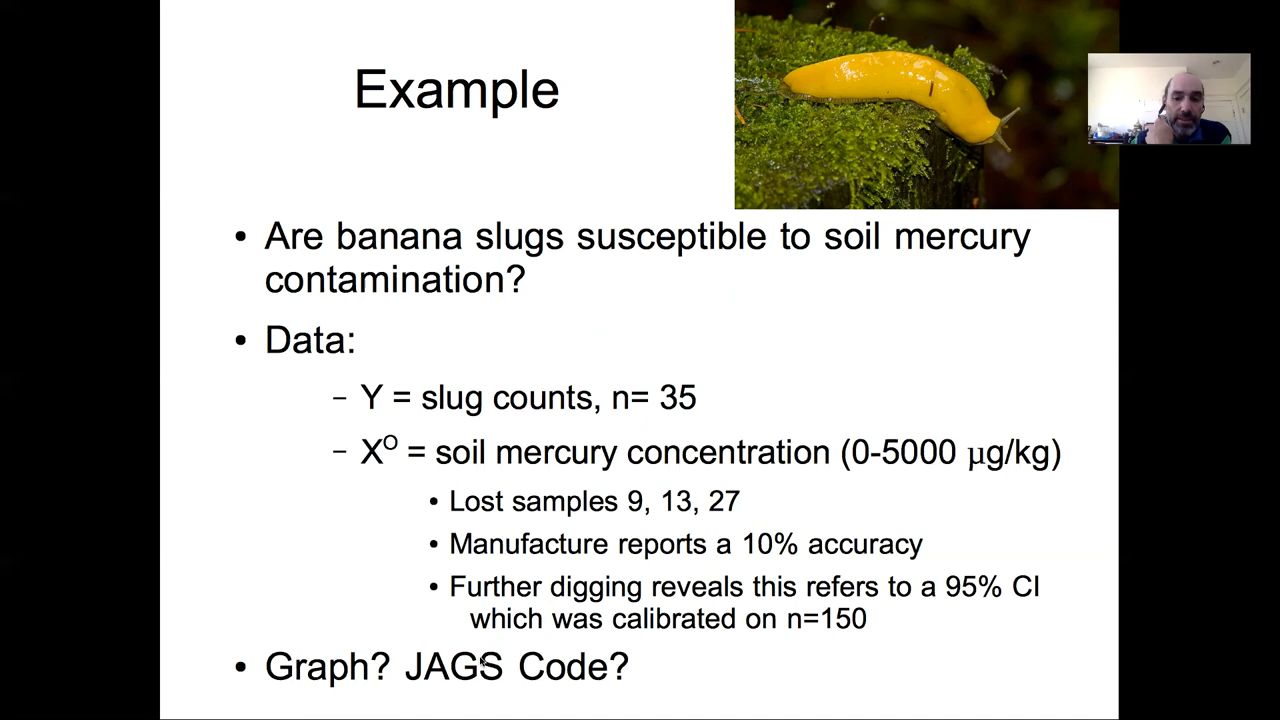 Example
• Are banana slugs susceptible to soil mercury
contamination?
• Data:
– Y = slug counts, n= 35
– Xᴼ = soil mercury concentration (0-5000 µg/kg)
• Lost samples 9, 13, 27
• Manufacture reports a 10% accuracy
• Further digging reveals this refers to a 95% CI
which was calibrated on n=150
• Graph? JAGS Code?